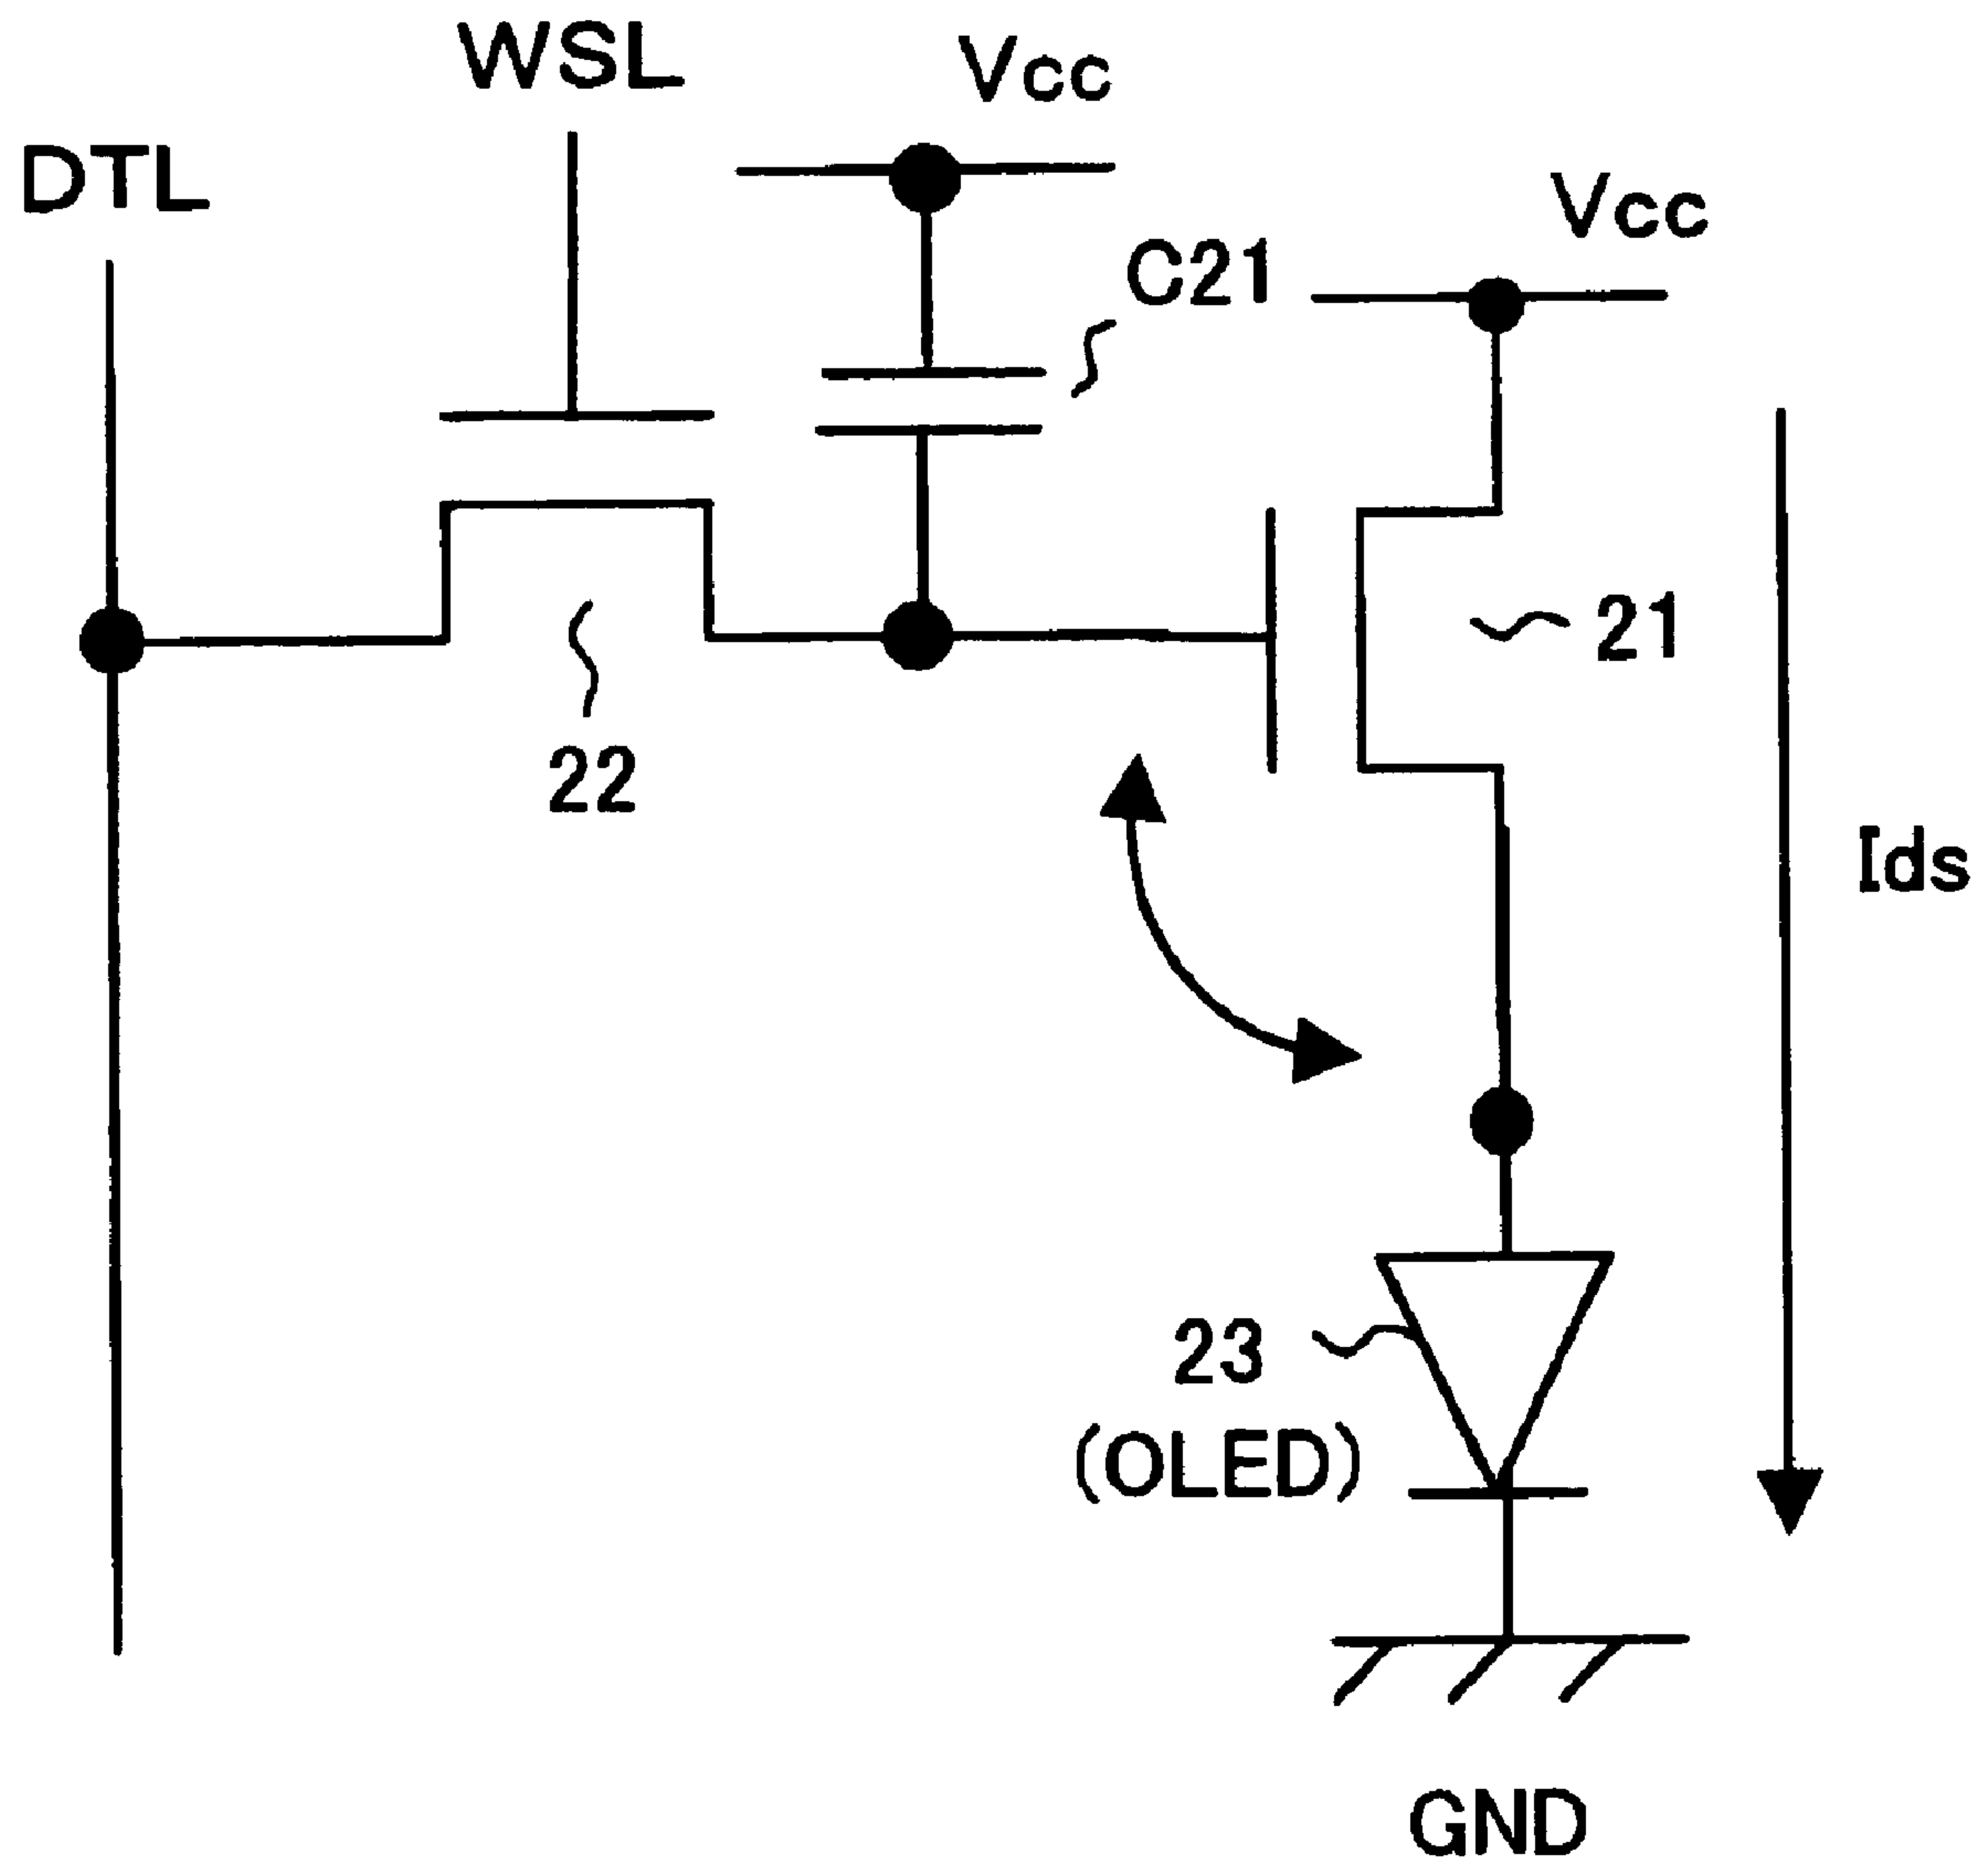 WSL
Vcc
DTL
Vcc
C21
21
22
Ids
23
(OLED)
GND